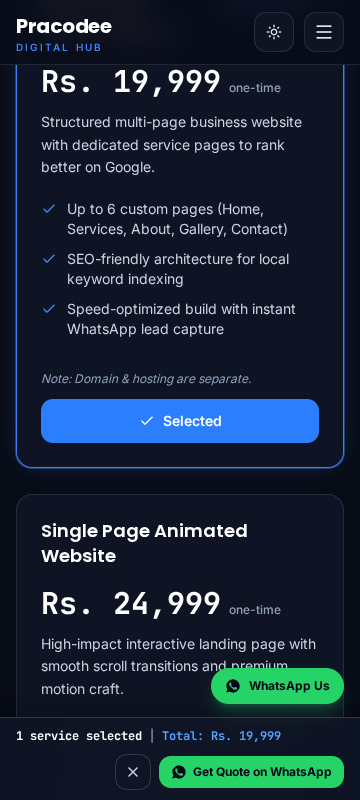 Pracodee
DIGITAL HUB
Rs. 19,999 one-time
Structured multi-page business website
with dedicated service pages to rank
better on Google.
Up to 6 custom pages (Home,
Services, About, Gallery, Contact)
SEO-friendly architecture for local
keyword indexing
Speed-optimized build with instant
WhatsApp lead capture
Note: Domain & hosting are separate.
Selected
Single Page Animated
Website
Rs. 24,999 one-time
High-impact interactive landing page with
smooth scroll transitions and premium
motion craft.
WhatsApp Us
1 service selected | Total: Rs. 19,999
Get Quote on WhatsApp